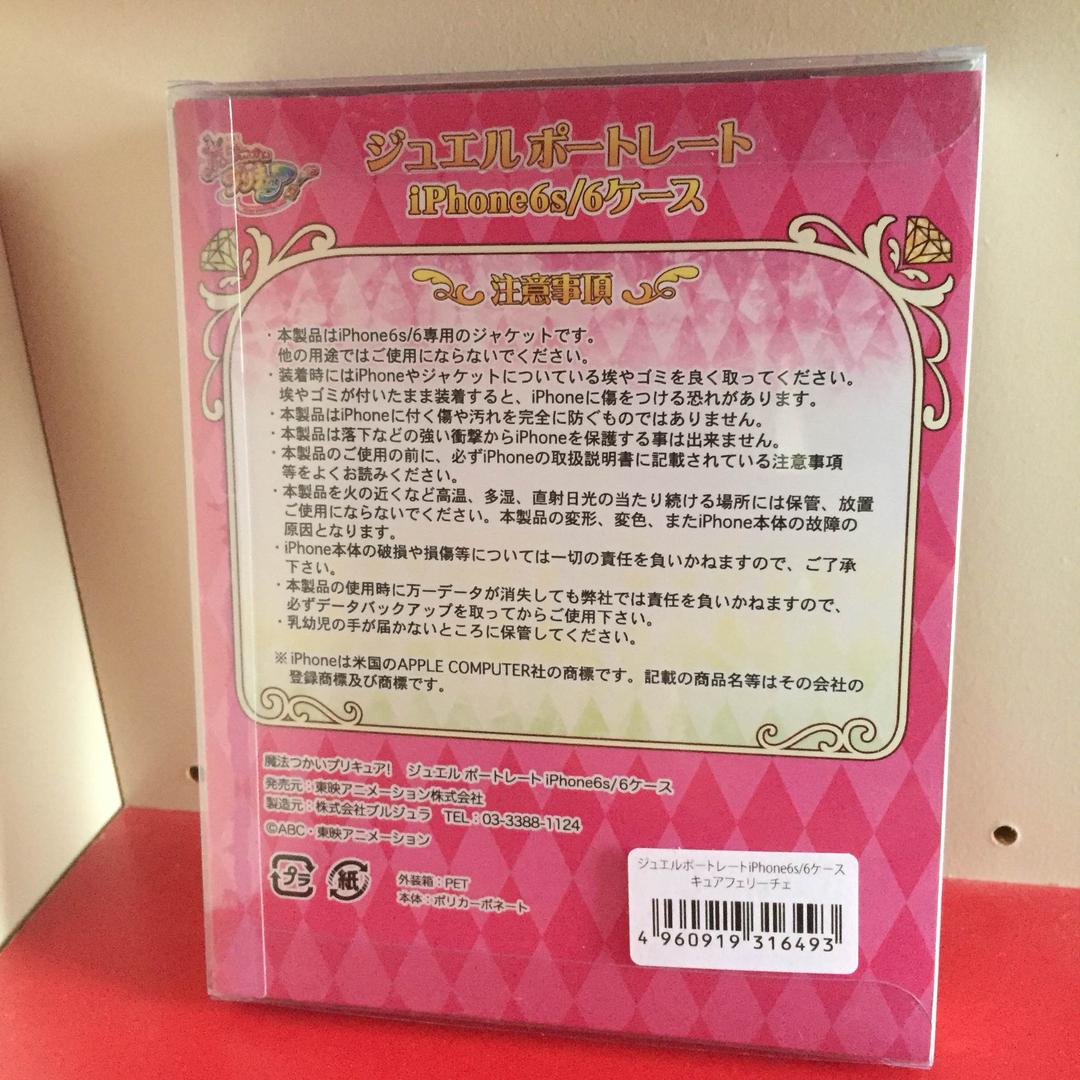 ジュエル ポートレート
iPhone6s/6ケース
注意事項
・本製品はiPhone6s/6専用のジャケットです。
他の用途ではご使用にならないでください。
・装着時にはiPhoneやジャケットについている埃やゴミを良く取ってください。
埃やゴミが付いたまま装着すると、iPhoneに傷をつける恐れがあります。
・本製品はiPhoneに付く傷や汚れを完全に防ぐものではありません。
・本製品は落下などの強い衝撃からiPhoneを保護する事は出来ません。
・本製品のご使用の前に、必ずiPhoneの取扱説明書に記載されている注意事項
等をよくお読みください。
・本製品を火の近くなど高温、多湿、直射日光の当たり続ける場所には保管、放置
ご使用にならないでください。本製品の変形、変色、またiPhone本体の故障の
原因となります。
・iPhone本体の破損や損傷等については一切の責任を負いかねますので、ご了承
下さい。
・本製品の使用時に万一データが消失しても弊社では責任を負いかねますので、
必ずデータバックアップを取ってからご使用下さい。
・乳幼児の手が届かないところに保管してください。
※iPhoneは米国のAPPLE COMPUTER社の商標です。記載の商品名等はその会社の
登録商標及び商標です。
魔法つかいプリキュア! ジュエル ポートレート iPhone6s/6ケース
発売元：東映アニメーション株式会社
製造元：株式会社ブルジュラ TEL：03-3388-1124
©ABC・東映アニメーション
プラ 紙
外装箱：PET
本体：ポリカーボネート
ジュエルポートレートiPhone6s/6ケース
キュアフェリーチェ
4 960919 316493